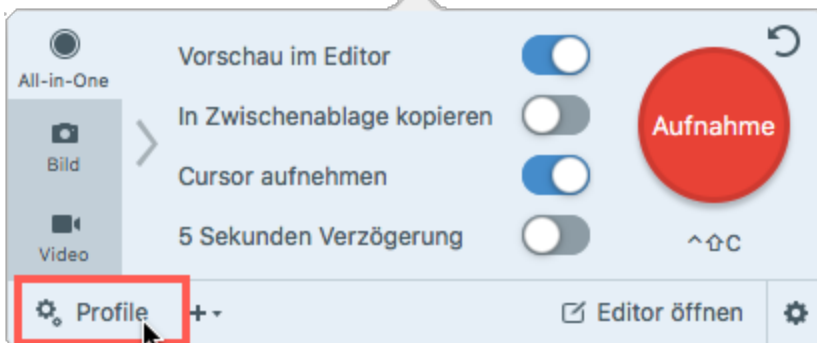 All-in-One
Bild
Video
Vorschau im Editor
In Zwischenablage kopieren
Cursor aufnehmen
5 Sekunden Verzögerung
Aufnahme
^⇧C
Profile
Editor öffnen